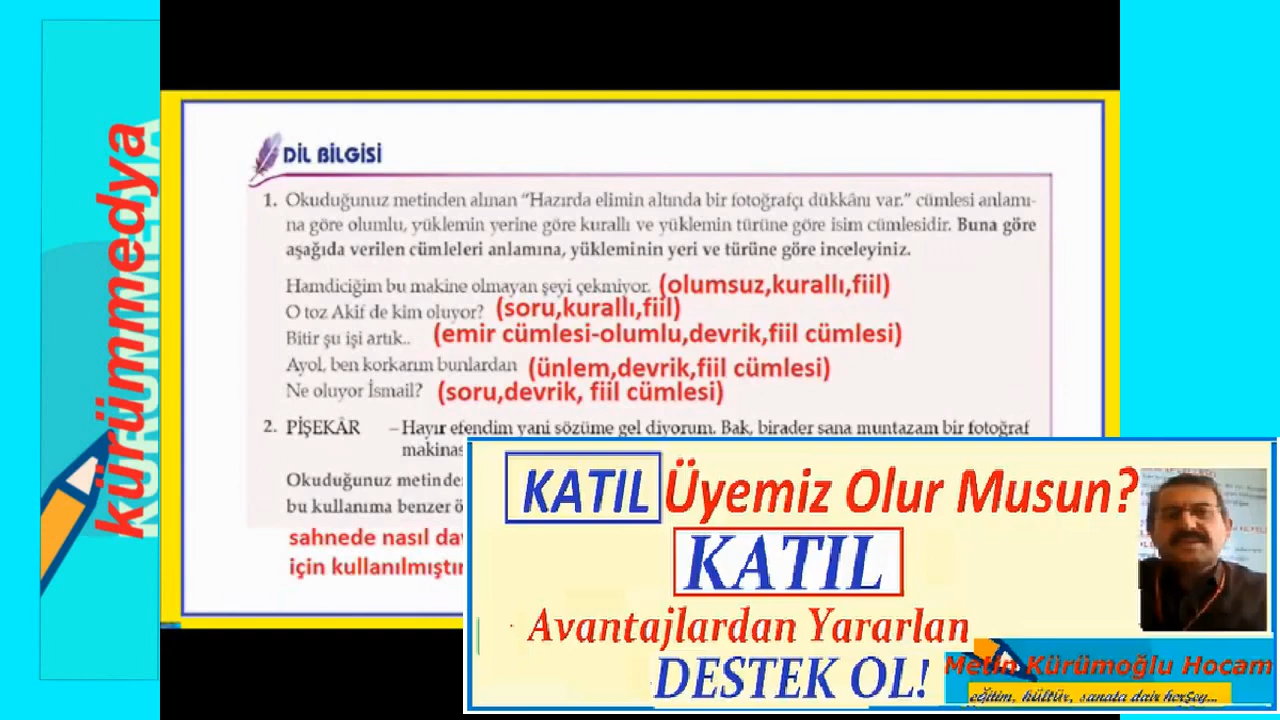 kürümmedya
DİL BİLGİSİ
1. Okuduğunuz metinden alınan “Hazırda elimin altında bir fotoğrafçı dükkânı var.” cümlesi anlamı-
na göre olumlu, yüklemin yerine göre kurallı ve yüklemin türüne göre isim cümlesidir. Buna göre
aşağıda verilen cümleleri anlamına, yükleminin yeri ve türüne göre inceleyiniz.
Hamdiciğim bu makine olmayan şeyi çekmiyor. (olumsuz,kurallı,fiil)
O toz Akif de kim oluyor? (soru,kurallı,fiil)
Bitir şu işi artık.. (emir cümlesi-olumlu,devrik,fiil cümlesi)
Ayol, ben korkarım bunlardan (ünlem,devrik,fiil cümlesi)
Ne oluyor İsmail? (soru,devrik, fiil cümlesi)
2. PİŞEKÂR – Hayır efendim yani sözüme gel diyorum. Bak, birader sana muntazam bir fotoğraf
makinas
Okuduğunuz metinde
bu kullanıma benzer ö
sahnede nasıl da
için kullanılmıştır
KATIL Üyemiz Olur Musun?
KATIL
Avantajlardan Yararlan
DESTEK OL!
Metin Kürümoğlu Hocam
eğitim, kültür, sanata dair herşey...